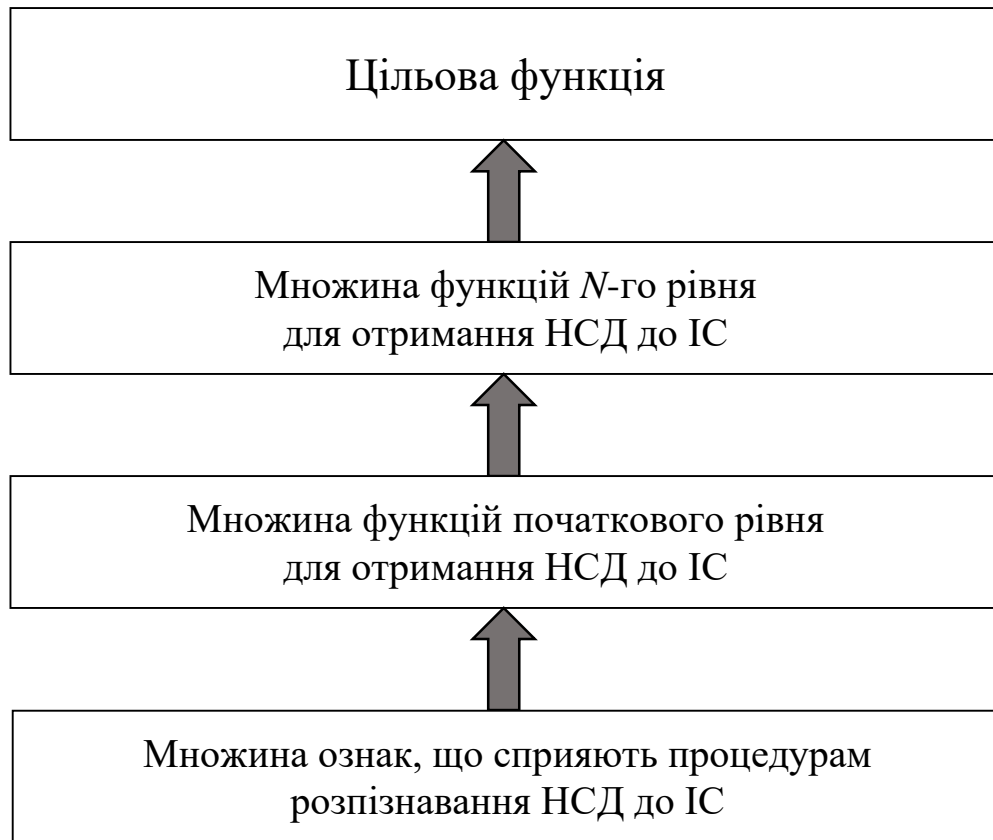 Цільова функція
Множина функцій N-го рівня
для отримання НСД до ІС
Множина функцій початкового рівня
для отримання НСД до ІС
Множина ознак, що сприяють процедурам
розпізнавання НСД до ІС